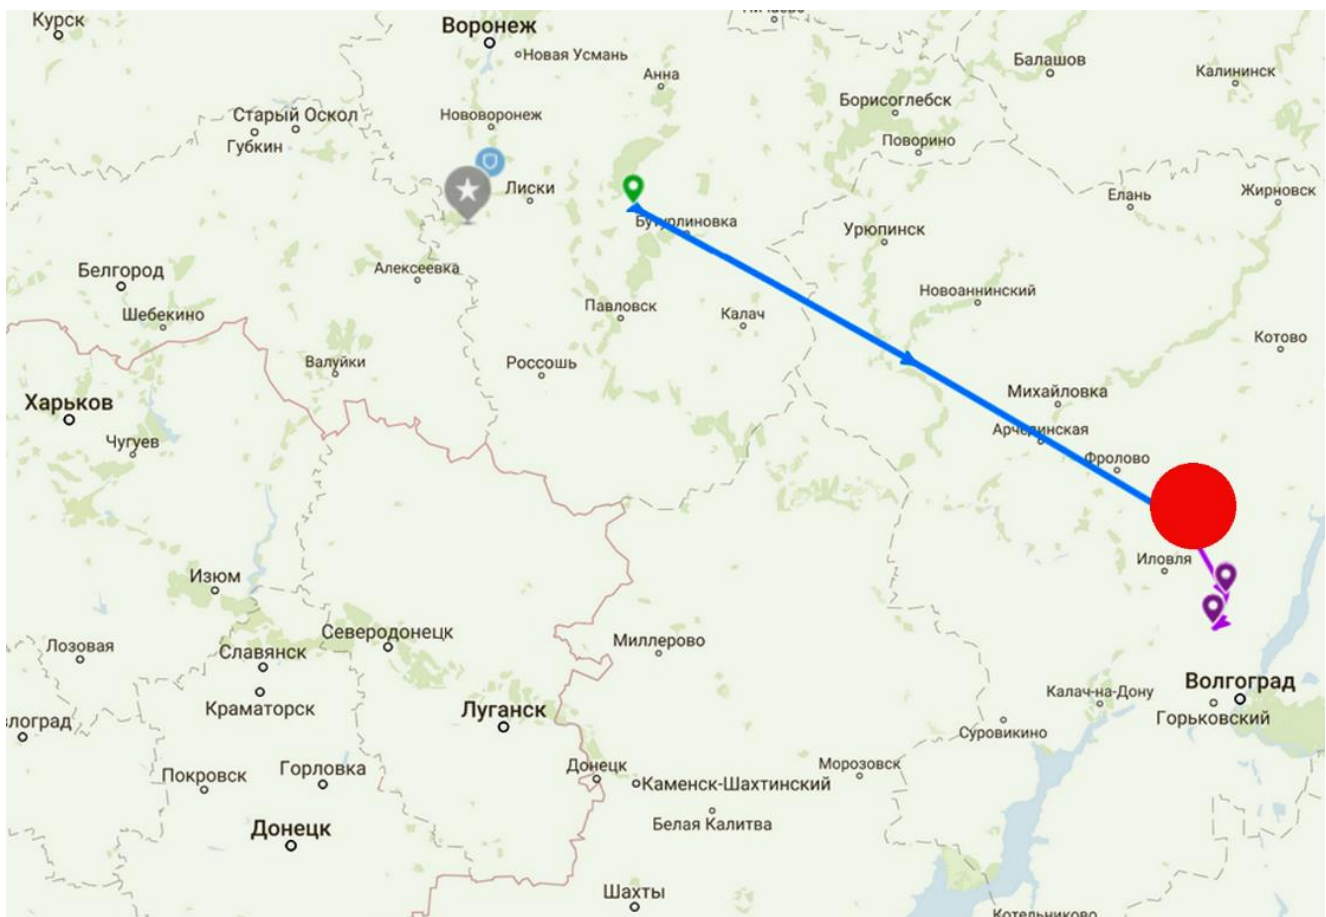 Курск
Воронеж
Новая Усмань
Анна
Балашов
Калининск
Борисоглебск
Старый Оскол
Нововоронеж
Губкин
Поворино
Лиски
Елань
Жирновск
Бутурлиновка
Урюпинск
Белгород
Алексеевка
Новоаннинский
Шебекино
Павловск
Калач
Котово
Валуйки
Россошь
Харьков
Михайловка
Чугуев
Арчединская
Фролово
Иловля
Изюм
Северодонецк
Миллерово
Лозовая
Славянск
Волгоград
Калач-на-Дону
Краматорск
Луганск
Горьковский
злоград
Суровикино
Покровск
Горловка
Донецк
Морозовск
Каменск-Шахтинский
Белая Калитва
Донецк
Шахты
Котельниково